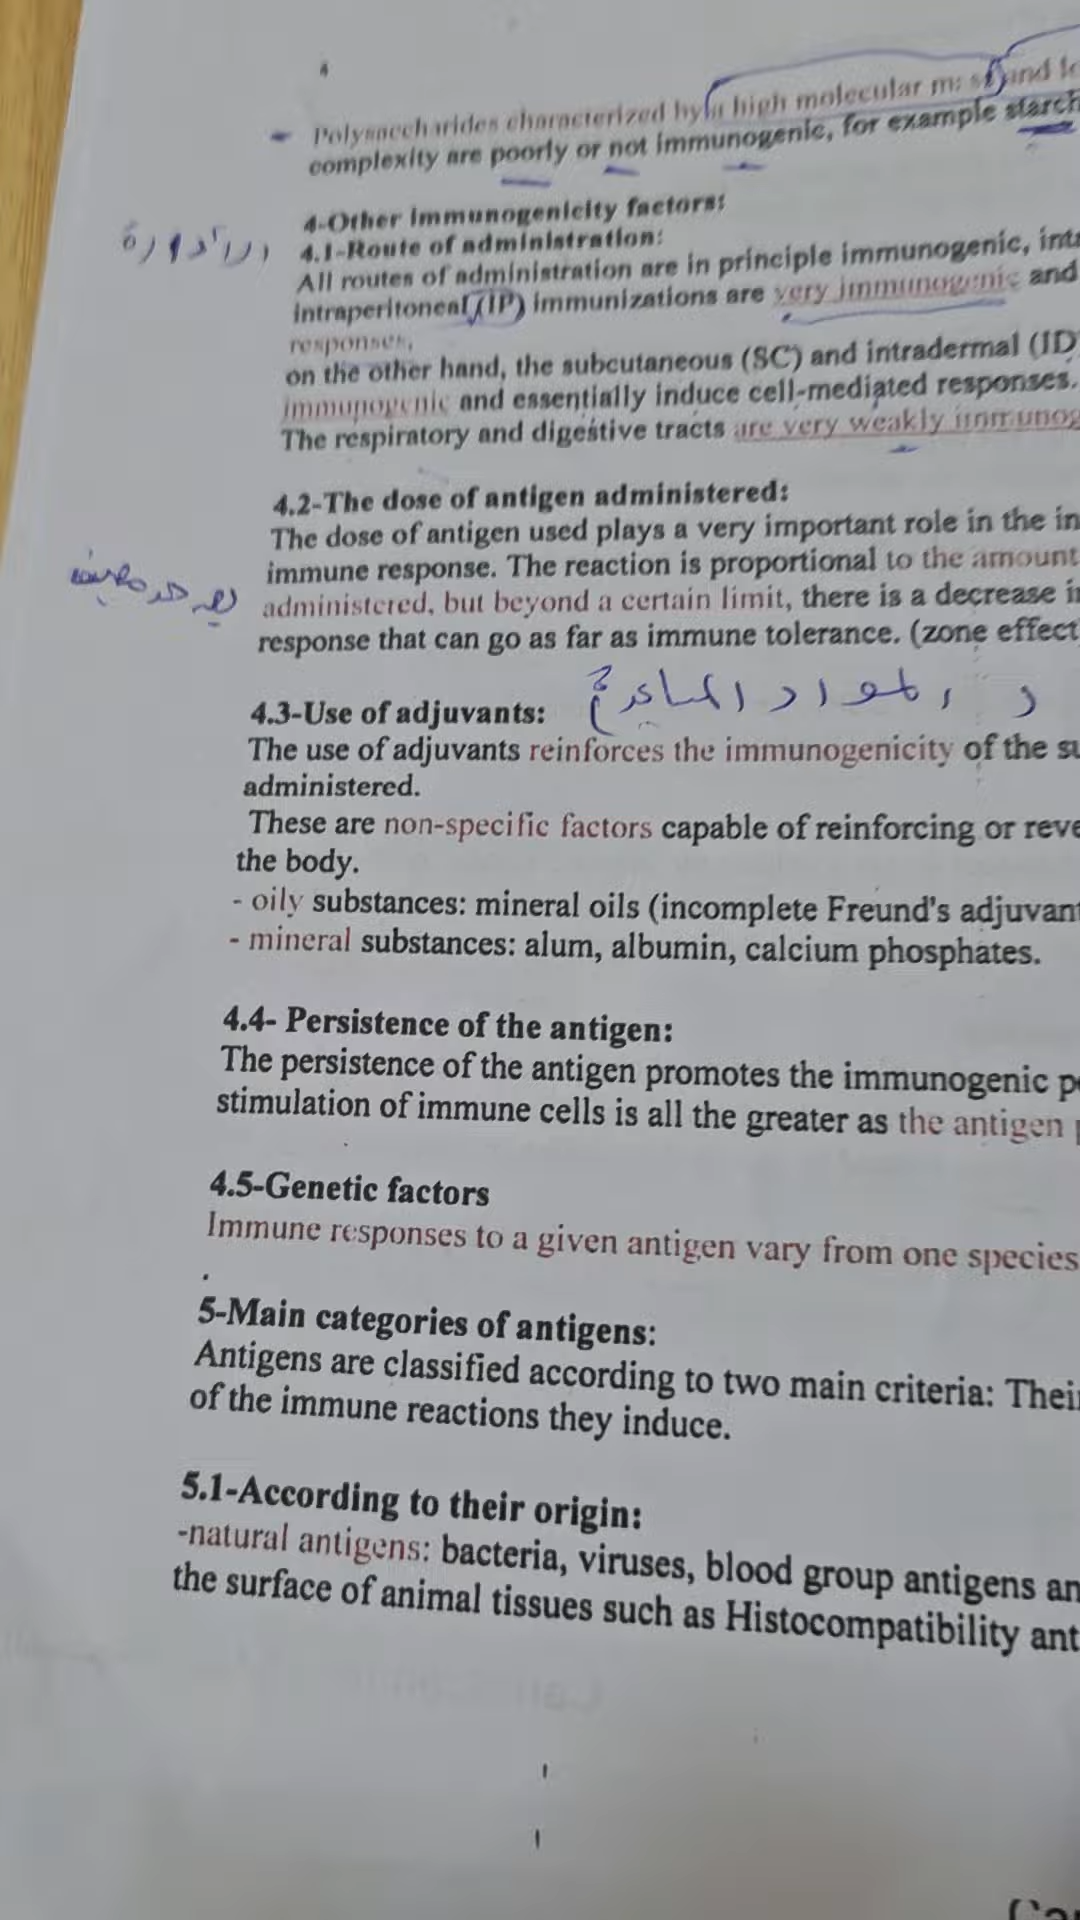 Polysaccharides characterized by a high molecular mass and
complexity are poorly or not immunogenic, for example starch
4-Other immunogenicity factors:
4.1-Route of administration:
All routes of administration are in principle immunogenic,
intraperitoneal (IP) immunizations are very immunogenic and
responses,
on the other hand, the subcutaneous (SC) and intradermal (ID
immunogenic and essentially induce cell-mediated responses.
The respiratory and digestive tracts are very weakly immunog
4.2-The dose of antigen administered:
The dose of antigen used plays a very important role in the in
immune response. The reaction is proportional to the amount
administered, but beyond a certain limit, there is a decrease i
response that can go as far as immune tolerance. (zone effect
المواد
4.3-Use of adjuvants:
The use of adjuvants reinforces the immunogenicity of the su
administered.
These are non-specific factors capable of reinforcing or reve
the body.
- oily substances: mineral oils (incomplete Freund's adjuvant
- mineral substances: alum, albumin, calcium phosphates.
4.4- Persistence of the antigen:
The persistence of the antigen promotes the immunogenic p
stimulation of immune cells is all the greater as the antigen
4.5-Genetic factors
Immune responses to a given antigen vary from one species
5-Main categories of antigens:
Antigens are classified according to two main criteria: Their
of the immune reactions they induce.
5.1-According to their origin:
-natural antigens: bacteria, viruses, blood group antigens an
the surface of animal tissues such as Histocompatibility ant